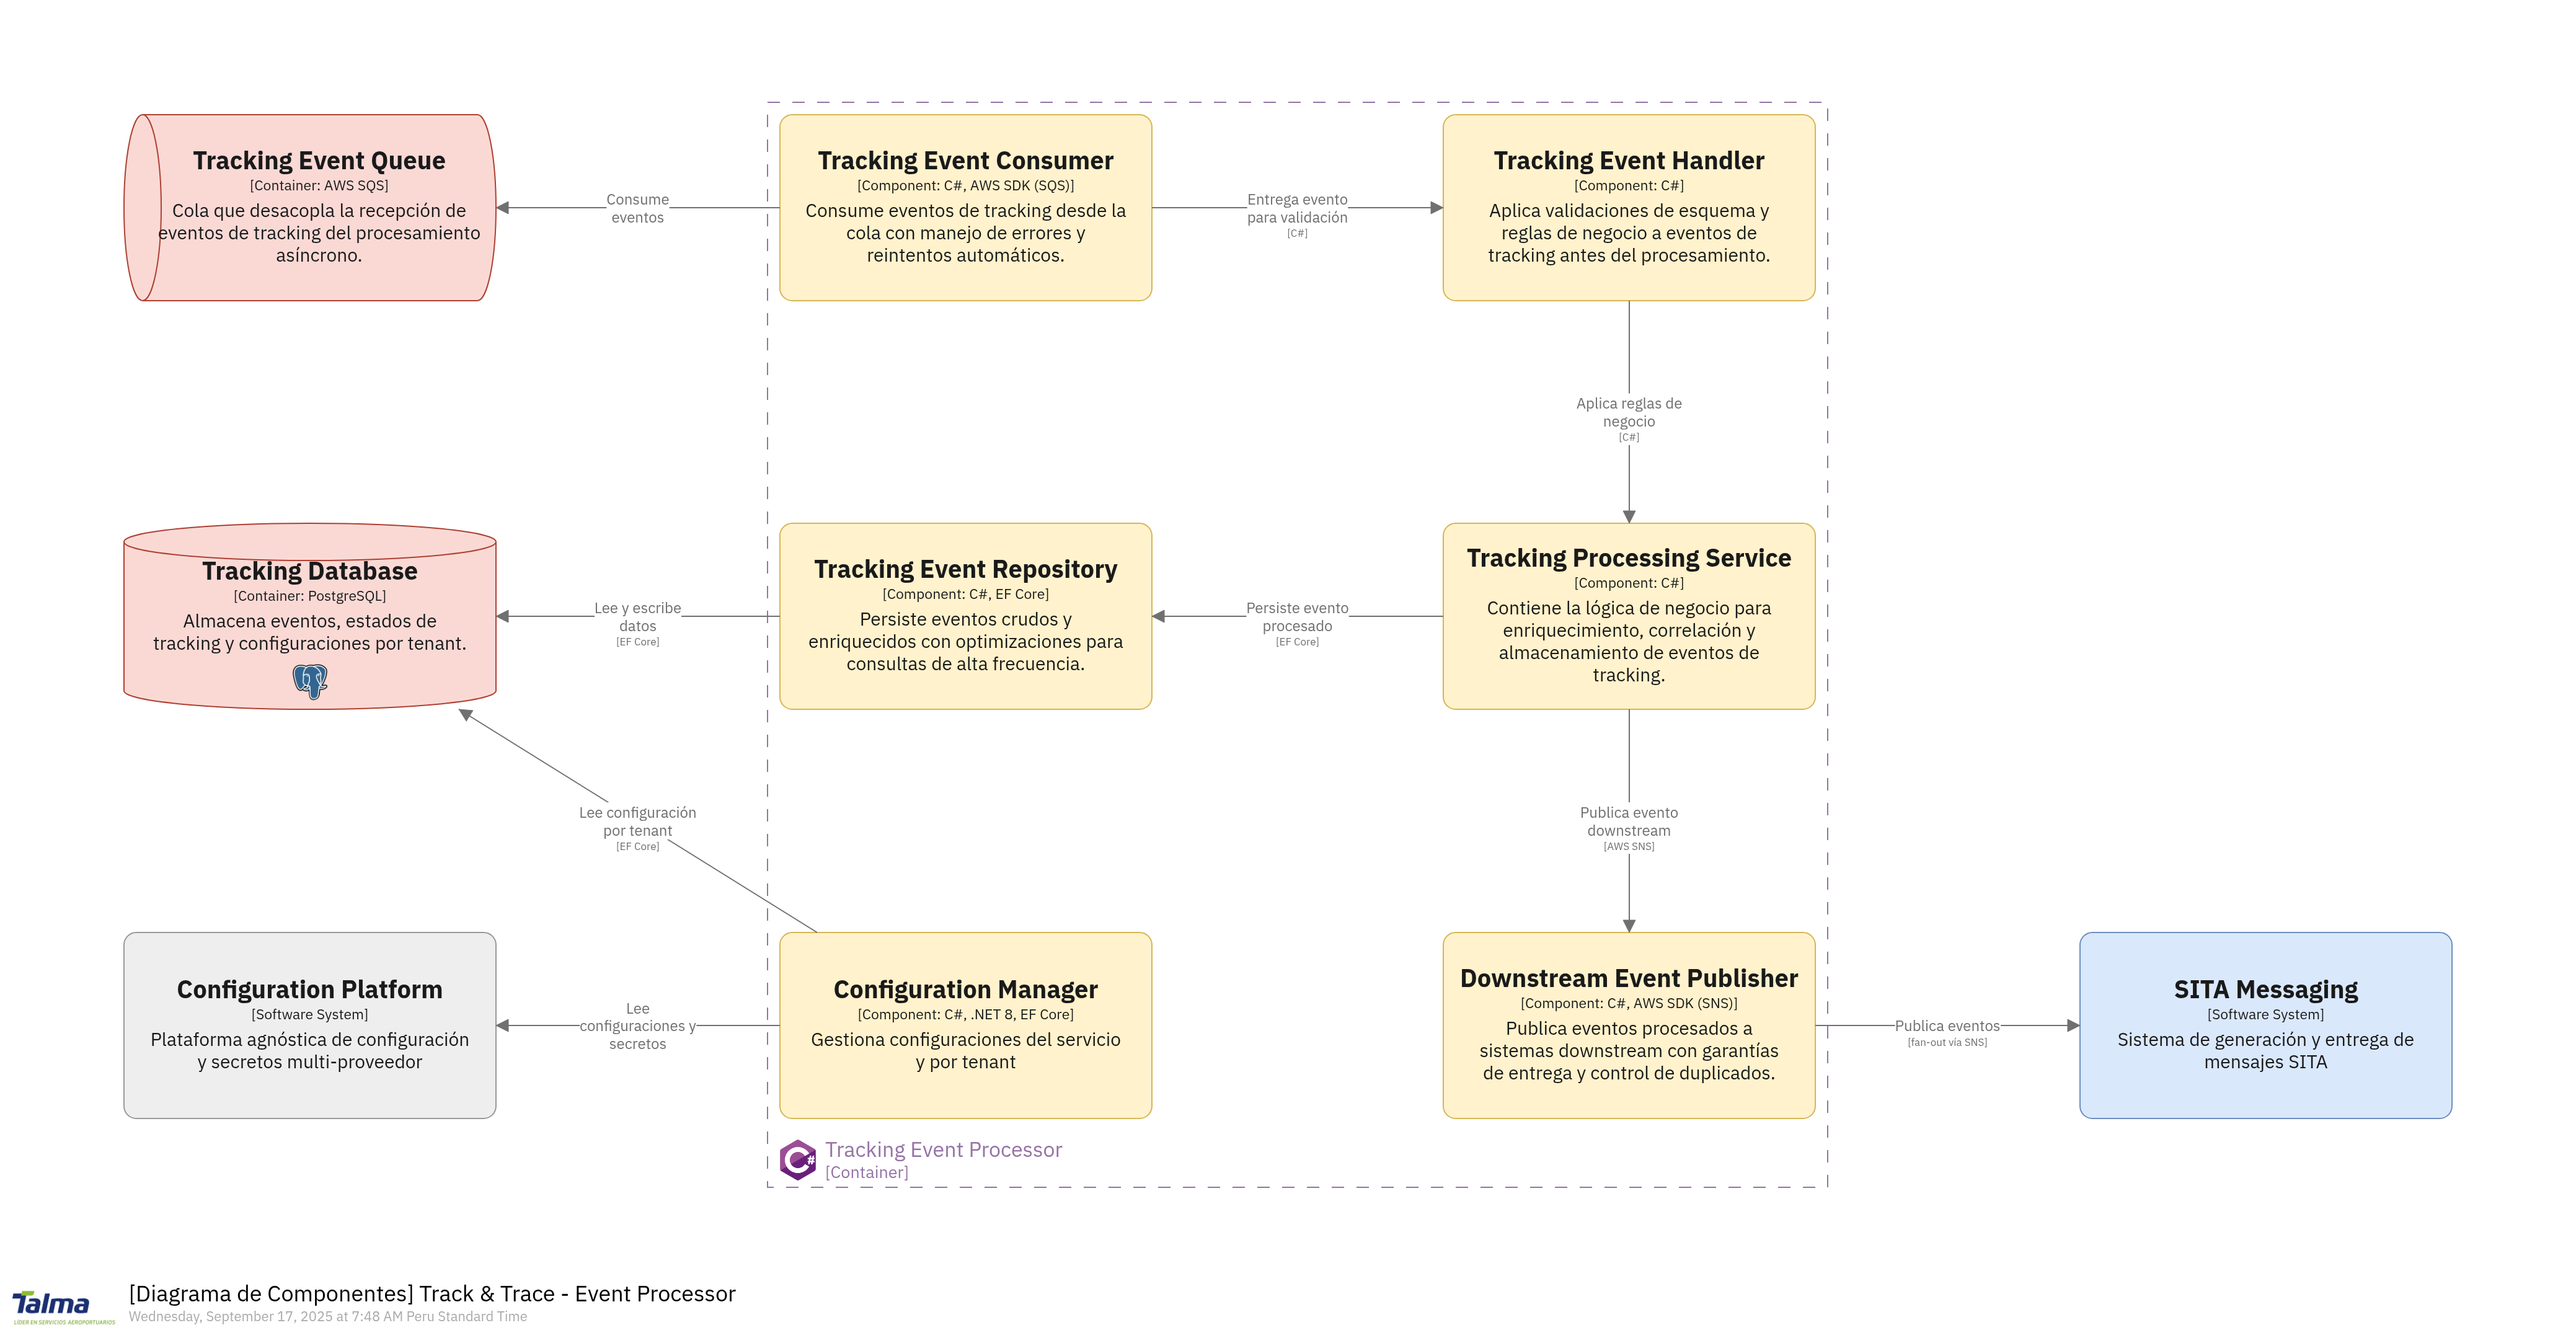 Tracking Event Queue
[Container: AWS SQS]
Cola que desacopla la recepción de
eventos de tracking del procesamiento
asíncrono.
Consume
eventos
Tracking Event Consumer
[Component: C#, AWS SDK (SQS)]
Consume eventos de tracking desde la
cola con manejo de errores y
reintentos automáticos.
Entrega evento
para validación
[C#]
Tracking Event Handler
[Component: C#]
Aplica validaciones de esquema y
reglas de negocio a eventos de
tracking antes del procesamiento.
Aplica reglas de
negocio
[C#]
Tracking Database
[Container: PostgreSQL]
Almacena eventos, estados de
tracking y configuraciones por tenant.
Lee y escribe
datos
[EF Core]
Tracking Event Repository
[Component: C#, EF Core]
Persiste eventos crudos y
enriquecidos con optimizaciones para
consultas de alta frecuencia.
Persiste evento
procesado
[EF Core]
Tracking Processing Service
[Component: C#]
Contiene la lógica de negocio para
enriquecimiento, correlación y
almacenamiento de eventos de
tracking.
Lee configuración
por tenant
[EF Core]
Publica evento
downstream
[AWS SNS]
Configuration Platform
[Software System]
Plataforma agnóstica de configuración
y secretos multi-proveedor
Lee
configuraciones y
secretos
Configuration Manager
[Component: C#, .NET 8, EF Core]
Gestiona configuraciones del servicio
y por tenant
Downstream Event Publisher
[Component: C#, AWS SDK (SNS)]
Publica eventos procesados a
sistemas downstream con garantías
de entrega y control de duplicados.
Publica eventos
[fan-out vía SNS]
SITA Messaging
[Software System]
Sistema de generación y entrega de
mensajes SITA
C#
Tracking Event Processor
[Container]
Talma
LÍDER EN SERVICIOS AEROPORTUARIOS
[Diagrama de Componentes] Track & Trace - Event Processor
Wednesday, September 17, 2025 at 7:48 AM Peru Standard Time